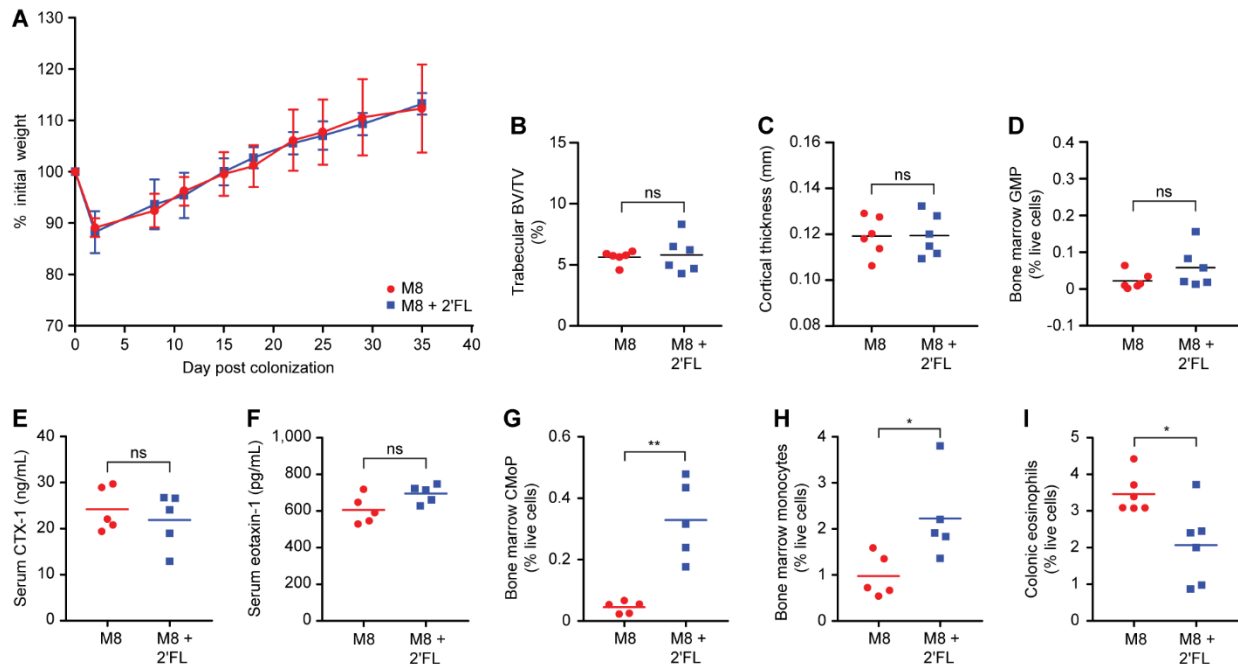 A
% initial weight
130
120
110
100
90
80
70
0
5
10
15
20
25
30
35
40
Day post colonization
M8
M8 + 2'FL
B
Trabecular BV/TV
(%)
15
10
5
0
ns
M8
M8 +
2'FL
C
Cortical thickness (mm)
0.16
0.14
0.12
0.10
0.08
ns
M8
M8 +
2'FL
D
Bone marrow GMP
(% live cells)
0.4
0.3
0.2
0.1
0
-0.1
ns
M8
M8 +
2'FL
E
Serum CTX-1 (ng/mL)
40
30
20
10
0
ns
M8
M8 +
2'FL
F
Serum eotaxin-1 (pg/mL)
1,000
800
600
400
200
0
ns
M8
M8 +
2'FL
G
Bone marrow CMoP
(% live cells)
0.6
0.4
0.2
0
**
M8
M8 +
2'FL
H
Bone marrow monocytes
(% live cells)
4
3
2
1
0
*
M8
M8 +
2'FL
I
Colonic eosinophils
(% live cells)
5
4
3
2
1
0
*
M8
M8 +
2'FL